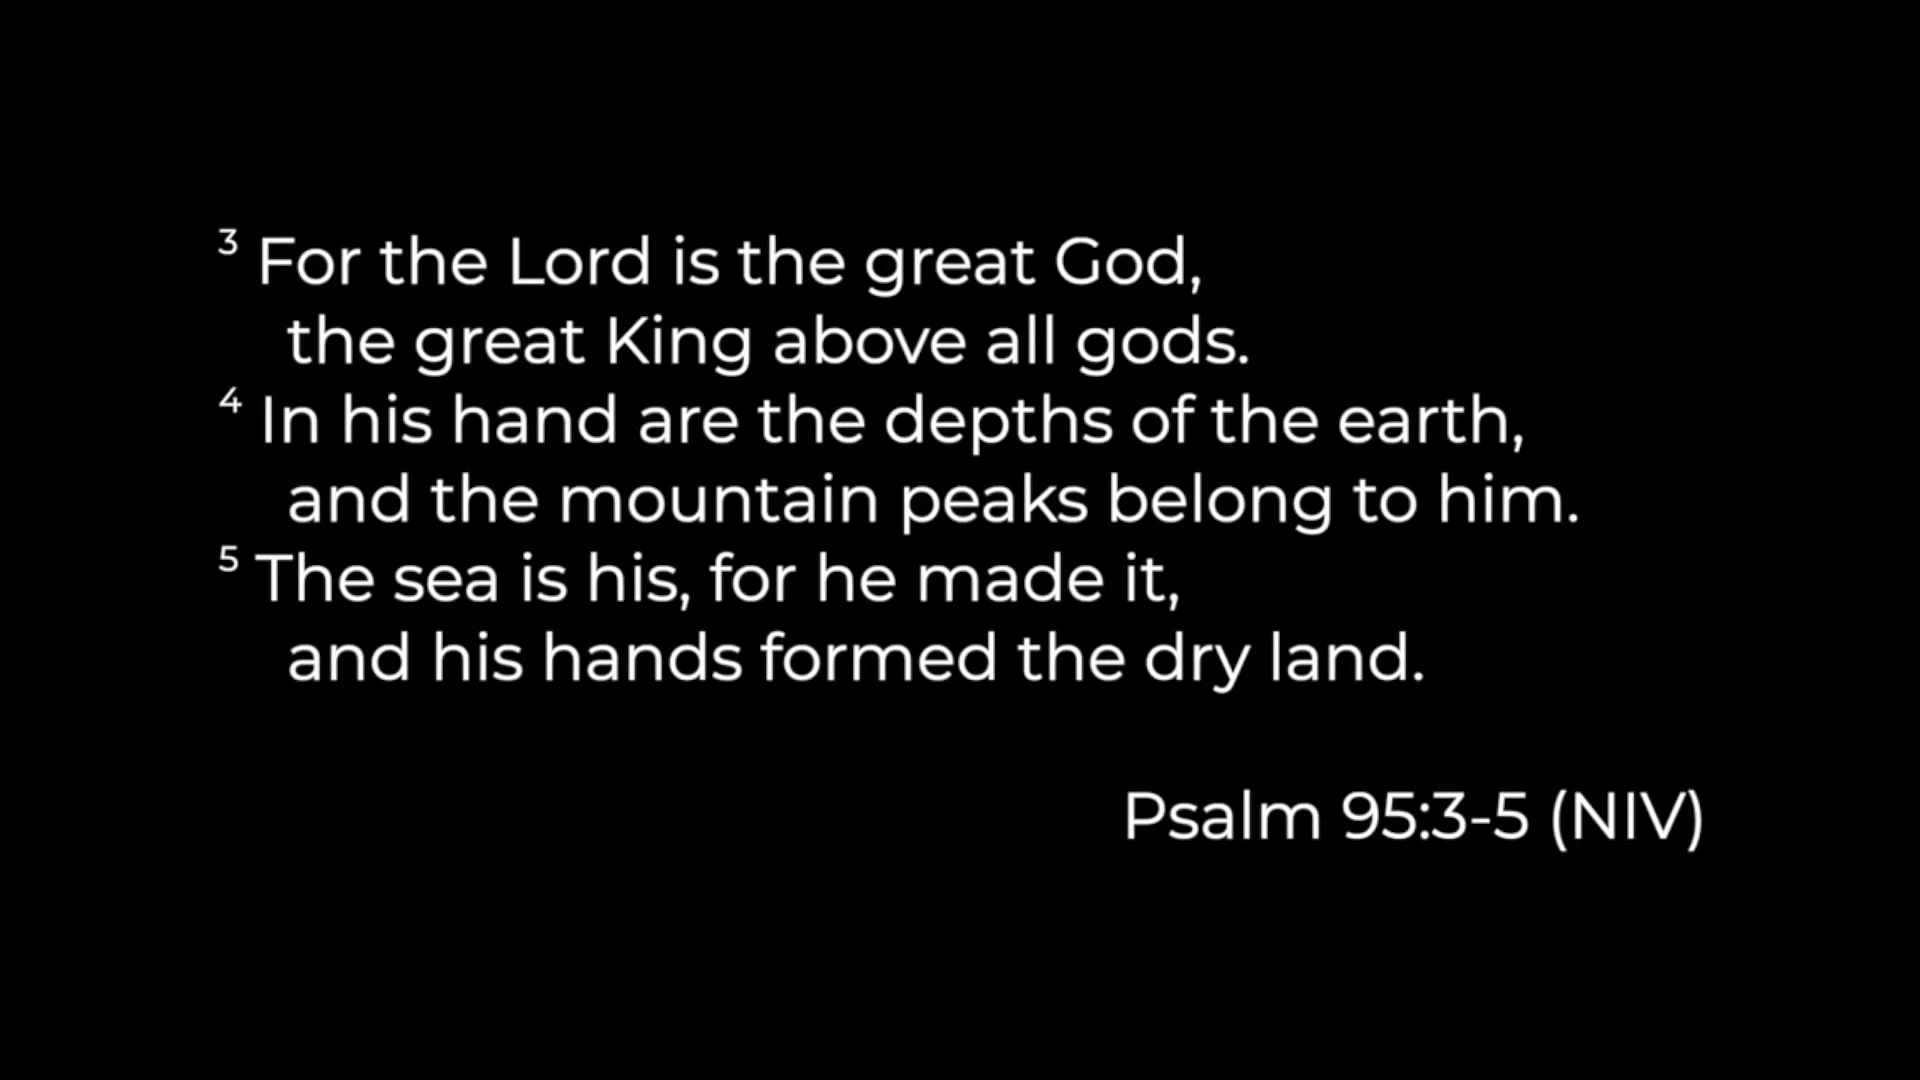 ³ For the Lord is the great God,
the great King above all gods.
⁴ In his hand are the depths of the earth,
and the mountain peaks belong to him.
⁵ The sea is his, for he made it,
and his hands formed the dry land.
Psalm 95:3-5 (NIV)